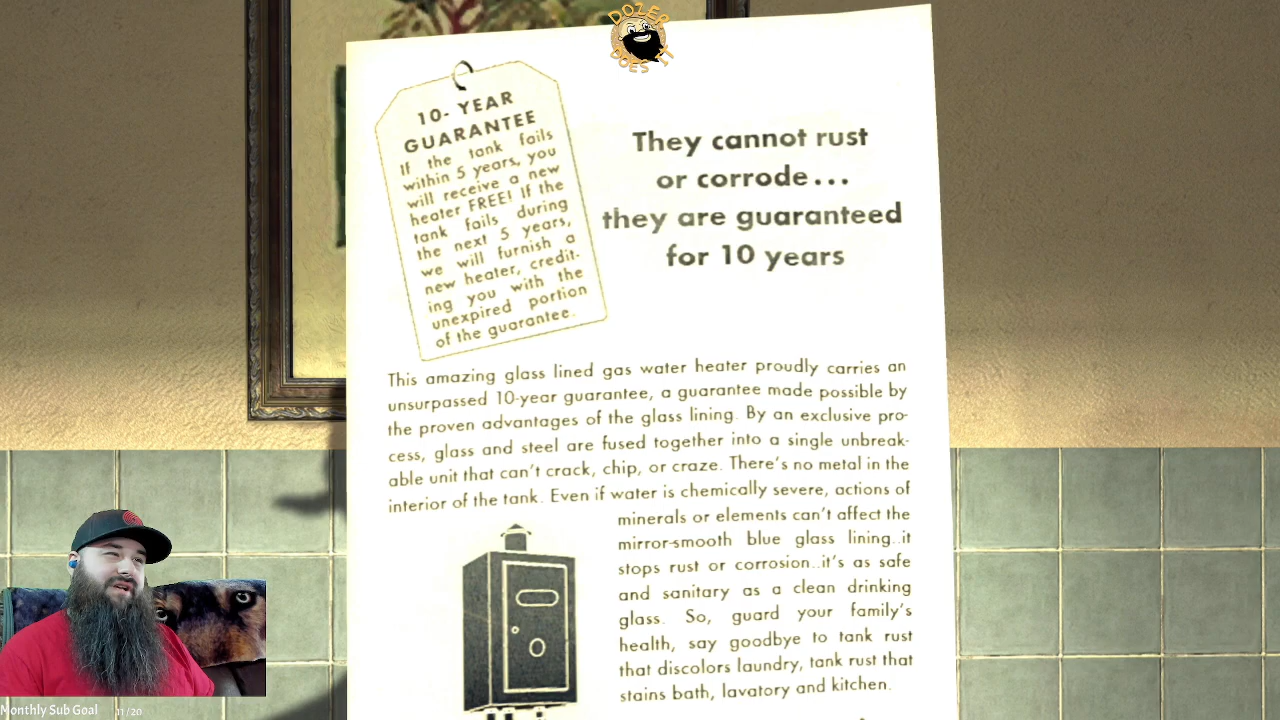 DOZER
DOES IT
10- YEAR
GUARANTEE
If the tank fails
within 5 years, you
will receive a new
heater FREE! If the
tank fails during
the next 5 years,
we will furnish a
new heater, credit-
ing you with the
unexpired portion
of the guarantee.
They cannot rust
or corrode...
they are guaranteed
for 10 years
This amazing glass lined gas water heater proudly carries an
unsurpassed 10-year guarantee, a guarantee made possible by
the proven advantages of the glass lining. By an exclusive pro-
cess, glass and steel are fused together into a single unbreak-
able unit that can't crack, chip, or craze. There's no metal in the
interior of the tank. Even if water is chemically severe, actions of
minerals or elements can't affect the
mirror-smooth blue glass lining..it
stops rust or corrosion..it's as safe
and sanitary as a clean drinking
glass. So, guard your family's
health, say goodbye to tank rust
that discolors laundry, tank rust that
stains bath, lavatory and kitchen.
Monthly Sub Goal 11/20